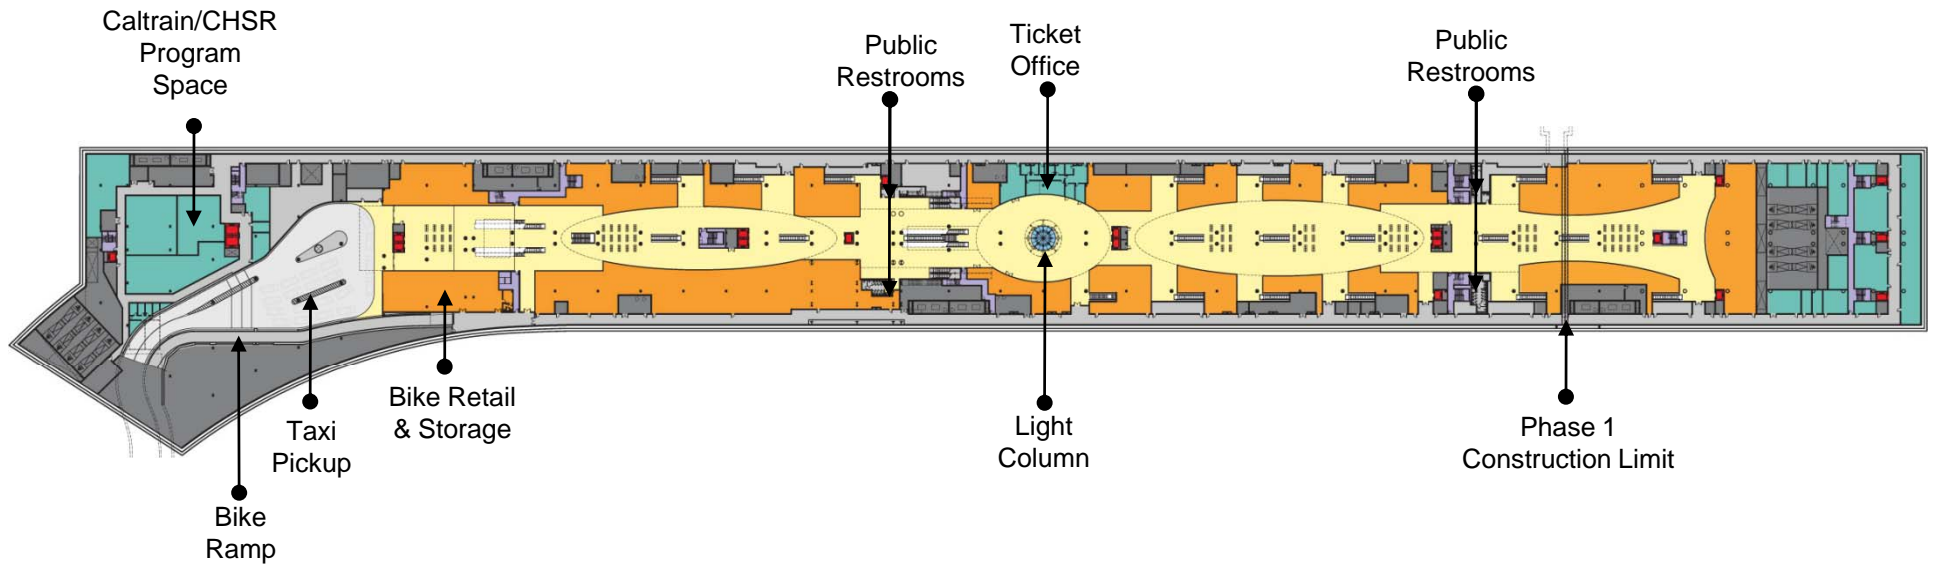 Caltrain/CHSR
Program
Space
Public
Restrooms
Ticket
Office
Public
Restrooms
Taxi
Pickup
Bike Retail
& Storage
Bike
Ramp
Light
Column
Phase 1
Construction Limit